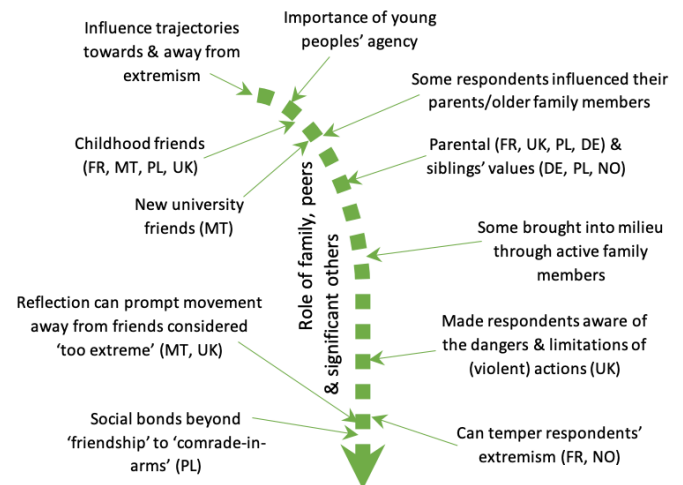 Influence trajectories
towards & away from
extremism
Importance of young
peoples’ agency
Some respondents influenced their
parents/older family members
Childhood friends
(FR, MT, PL, UK)
Parental (FR, UK, PL, DE) &
siblings’ values (DE, PL, NO)
New university
friends (MT)
Role of family, peers
& significant others
Some brought into milieu
through active family
members
Reflection can prompt movement
away from friends considered
‘too extreme’ (MT, UK)
Made respondents aware of
the dangers & limitations of
(violent) actions (UK)
Social bonds beyond
‘friendship’ to ‘comrade-in-
arms’ (PL)
Can temper respondents’
extremism (FR, NO)